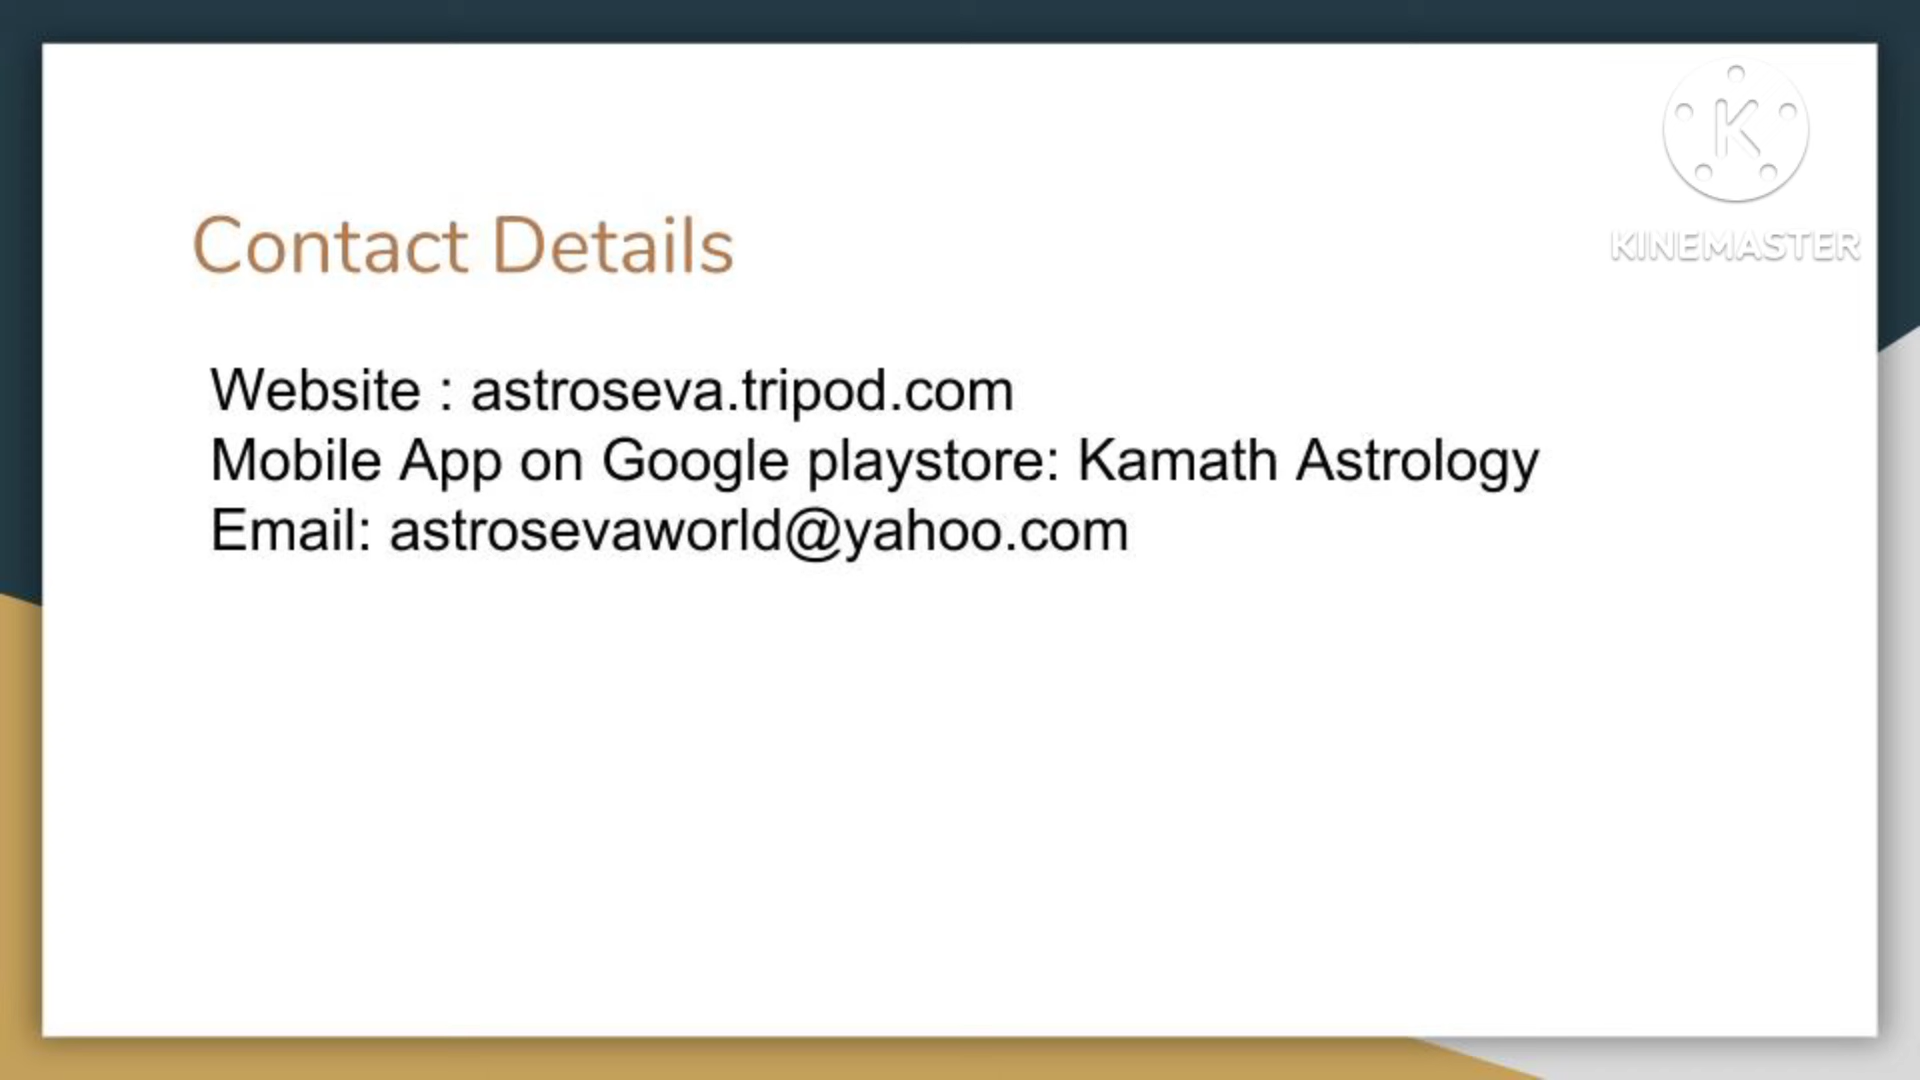 K
KINEMASTER
Contact Details
Website : astroseva.tripod.com
Mobile App on Google playstore: Kamath Astrology
Email: astrosevaworld@yahoo.com